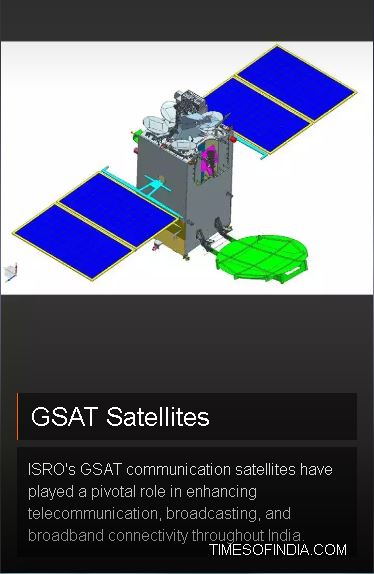 GSAT Satellites
ISRO's GSAT communication satellites have
played a pivotal role in enhancing
telecommunication, broadcasting, and
broadband connectivity throughout India.
TIMESOFINDIA.COM